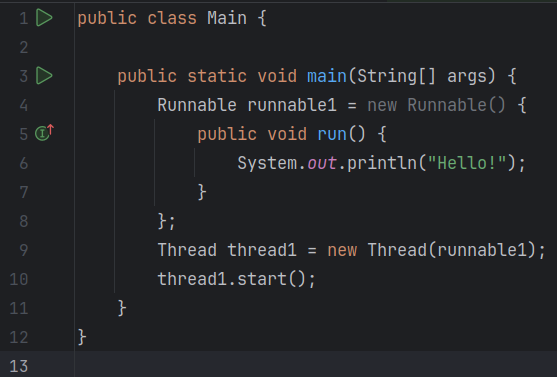 1 public class Main {
2
3     public static void main(String[] args) {
4         Runnable runnable1 = new Runnable() {
5             public void run() {
6                 System.out.println("Hello!");
7             }
8         };
9         Thread thread1 = new Thread(runnable1);
10         thread1.start();
11     }
12 }
13